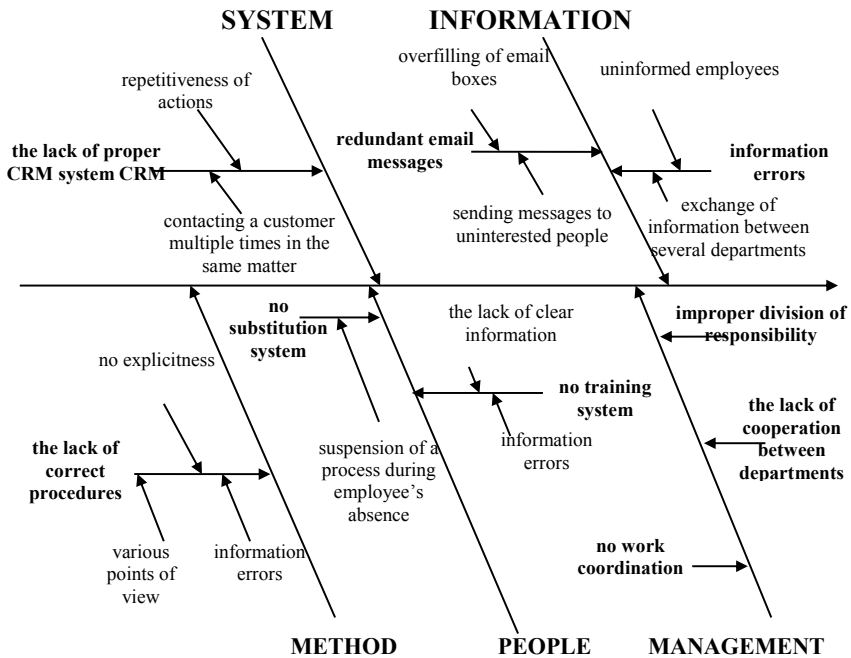 SYSTEM
INFORMATION
repetitiveness of
actions
the lack of proper
CRM system CRM
contacting a customer
multiple times in the
same matter
overfilling of email
boxes
redundant email
messages
sending messages to
uninterested people
uninformed employees
information
errors
exchange of
information between
several departments
no explicitness
the lack of
correct
procedures
various
points of
view
information
errors
no
substitution
system
suspension of a
process during
employee's
absence
the lack of clear
information
no training
system
information
errors
improper division of
responsibility
the lack of
cooperation
between
departments
no work
coordination
METHOD
PEOPLE
MANAGEMENT